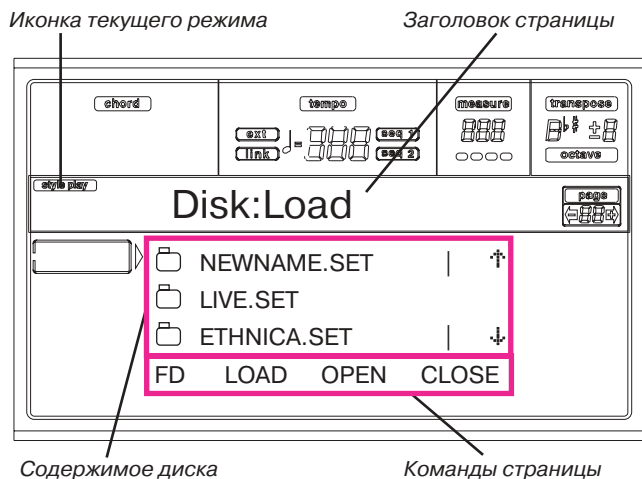 Иконка текущего режима
Заголовок страницы
chord
tempo
measure
transpose
ext
link
seq 1
seq 2
octave
style play
Disk:Load
page
NEWNAME.SET
LIVE.SET
ETHNICA.SET
FD LOAD OPEN CLOSE
Содержимое диска
Команды страницы